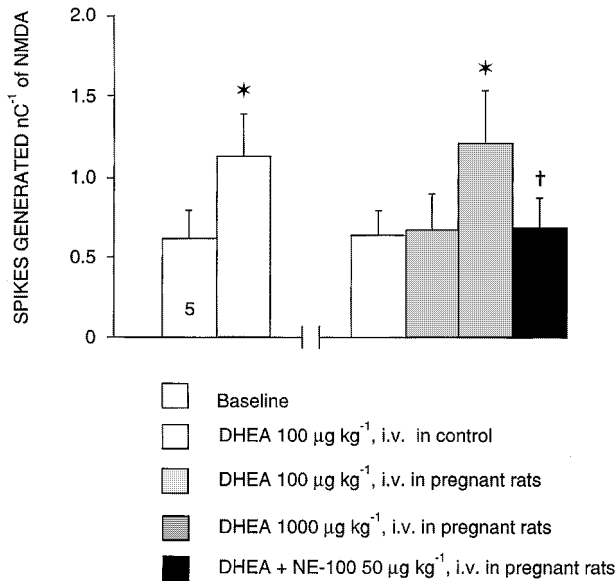 SPIKES GENERATED nC⁻¹ of NMDA
2.0
1.5
1.0
0.5
0
*
*
†
5
Baseline
DHEA 100 µg kg⁻¹, i.v. in control
DHEA 100 µg kg⁻¹, i.v. in pregnant rats
DHEA 1000 µg kg⁻¹, i.v. in pregnant rats
DHEA + NE-100 50 µg kg⁻¹, i.v. in pregnant rats